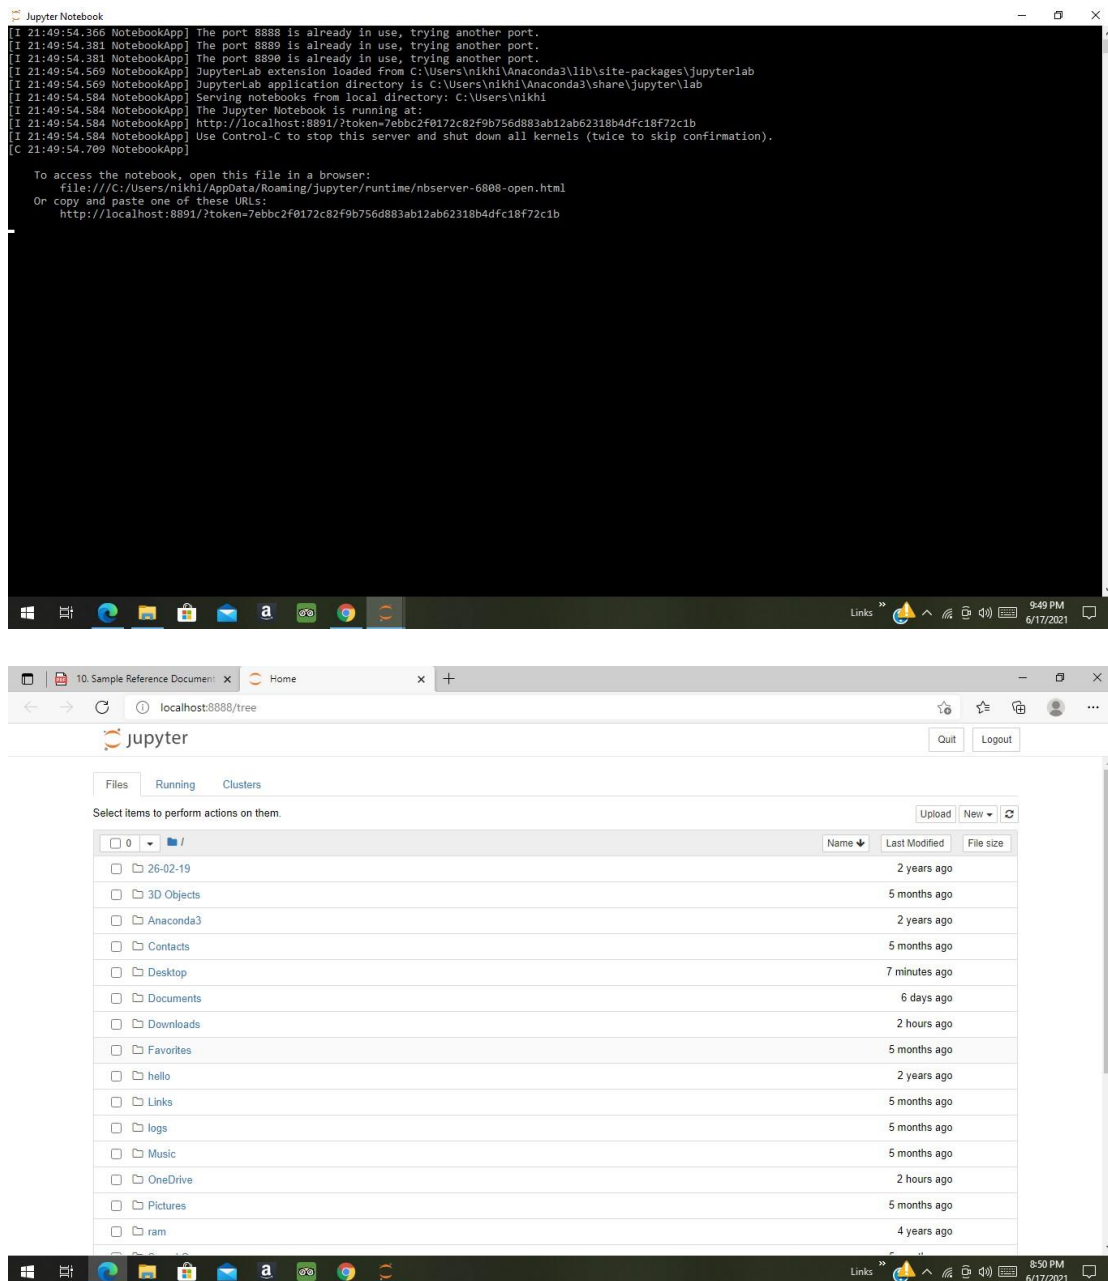 Jupyter Notebook
[I 21:49:54.366 NotebookApp] The port 8888 is already in use, trying another port.
[I 21:49:54.381 NotebookApp] The port 8889 is already in use, trying another port.
[I 21:49:54.381 NotebookApp] The port 8890 is already in use, trying another port.
[I 21:49:54.569 NotebookApp] JupyterLab extension loaded from C:\Users\nikhi\Anaconda3\lib\site-packages\jupyterlab
[I 21:49:54.569 NotebookApp] JupyterLab application directory is C:\Users\nikhi\Anaconda3\share\jupyter\lab
[I 21:49:54.584 NotebookApp] Serving notebooks from local directory: C:\Users\nikhi
[I 21:49:54.584 NotebookApp] The Jupyter Notebook is running at:
[I 21:49:54.584 NotebookApp] http://localhost:8891/?token=7ebbc2f0172c82f9b756d883ab12ab62318b4dfc18f72c1b
[I 21:49:54.584 NotebookApp] Use Control-C to stop this server and shut down all kernels (twice to skip confirmation).
[C 21:49:54.709 NotebookApp]
To access the notebook, open this file in a browser:
file:///C:/Users/nikhi/AppData/Roaming/jupyter/runtime/nbserver-6808-open.html
Or copy and paste one of these URLs:
http://localhost:8891/?token=7ebbc2f0172c82f9b756d883ab12ab62318b4dfc18f72c1b
Links 9:49 PM
6/17/2021
10. Sample Reference Document Home
localhost:8888/tree
jupyter Quit Logout
Files Running Clusters
Select items to perform actions on them. Upload New
0 / Name Last Modified File size
26-02-19 2 years ago
3D Objects 5 months ago
Anaconda3 2 years ago
Contacts 5 months ago
Desktop 7 minutes ago
Documents 6 days ago
Downloads 2 hours ago
Favorites 5 months ago
hello 2 years ago
Links 5 months ago
logs 5 months ago
Music 5 months ago
OneDrive 2 hours ago
Pictures 5 months ago
ram 4 years ago
Links 8:50 PM
6/17/2021